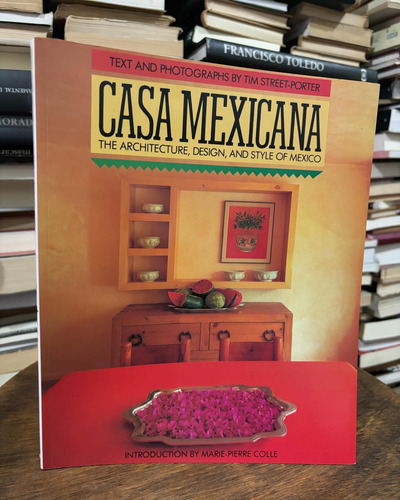 FRANCISCO TOLEDO
TEXT AND PHOTOGRAPHS BY TIM STREET-PORTER
CASA MEXICANA
THE ARCHITECTURE, DESIGN, AND STYLE OF MEXICO
INTRODUCTION BY MARIE-PIERRE COLLE